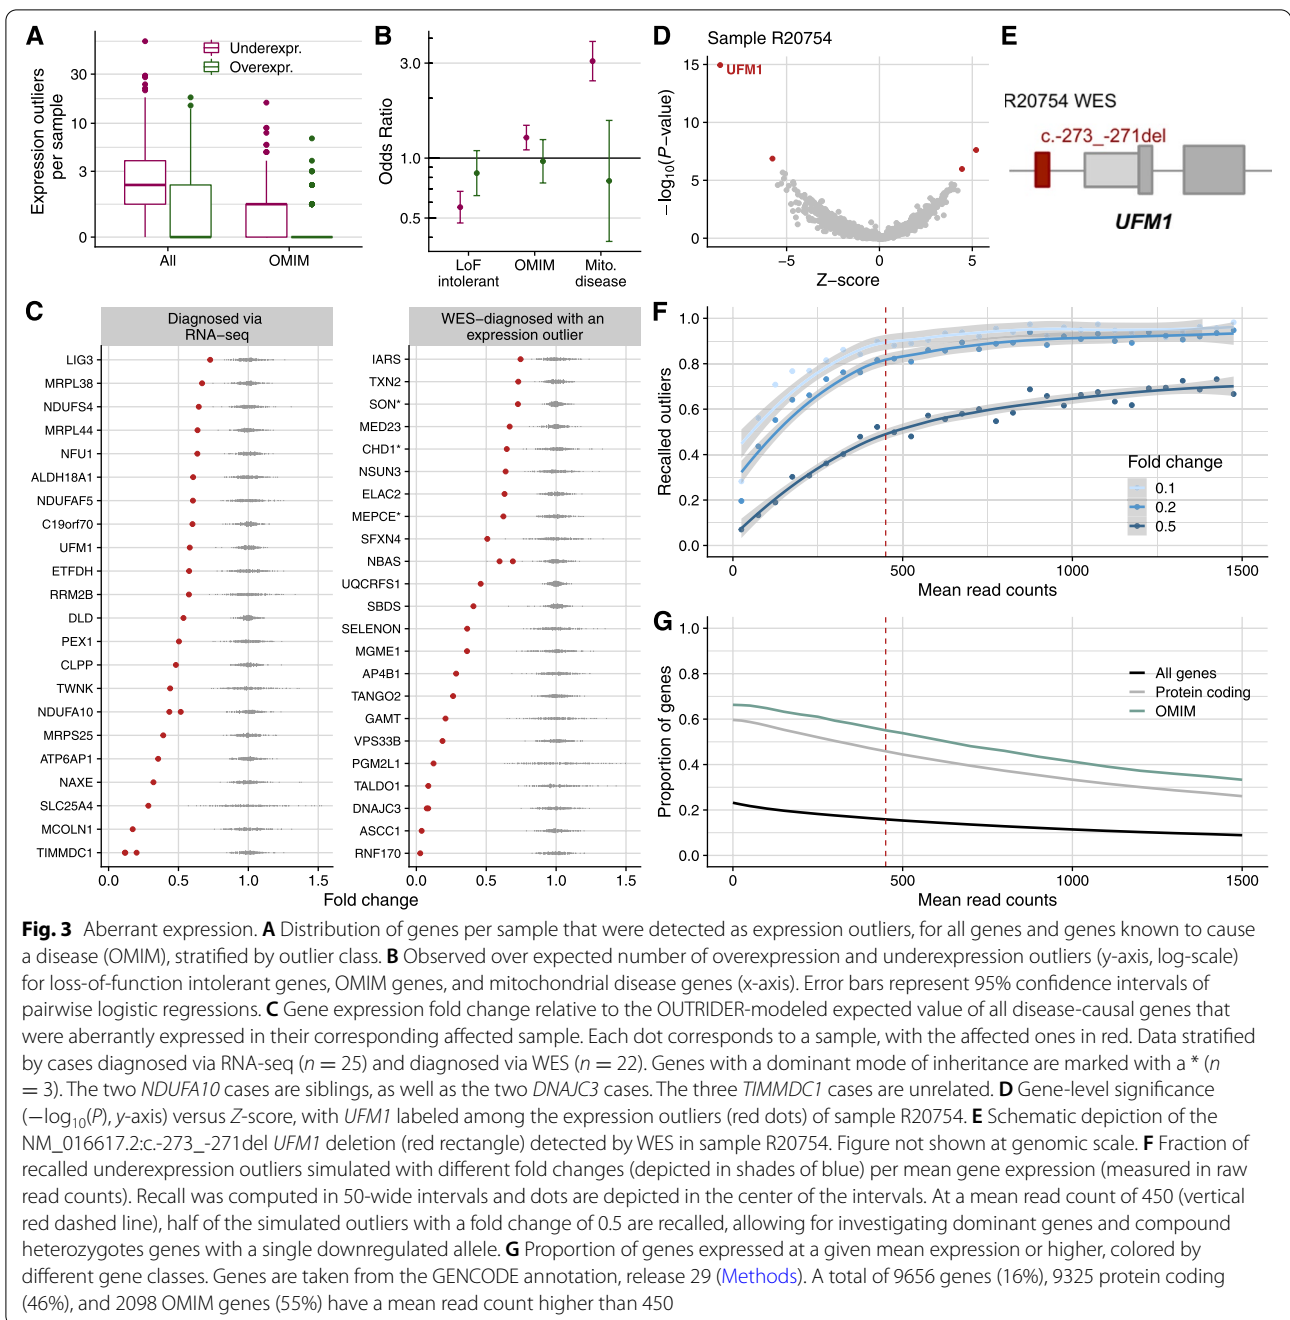 A
Underexpr.
Overexpr.
Expression outliers
per sample
30
10
3
0
All
OMIM
B
Odds Ratio
3.0
1.0
0.5
LoF
intolerant
OMIM
Mito.
disease
D
Sample R20754
UFM1
−log10(P−value)
15
10
5
0
−5
0
5
Z−score
E
R20754 WES
c.-273_-271del
UFM1
C
Diagnosed via
RNA−seq
LIG3
MRPL38
NDUFS4
MRPL44
NFU1
ALDH18A1
NDUFAF5
C19orf70
UFM1
ETFDH
RRM2B
DLD
PEX1
CLPP
TWNK
NDUFA10
MRPS25
ATP6AP1
NAXE
SLC25A4
MCOLN1
TIMMDC1
0.0
0.5
1.0
1.5
WES−diagnosed with an
expression outlier
IARS
TXN2
SON*
MED23
CHD1*
NSUN3
ELAC2
MEPCE*
SFXN4
NBAS
UQCRFS1
SBDS
SELENON
MGME1
AP4B1
TANGO2
GAMT
VPS33B
PGM2L1
TALDO1
DNAJC3
ASCC1
RNF170
0.0
0.5
1.0
1.5
Fold change
F
Recalled outliers
1.0
0.8
0.6
0.4
0.2
0.0
Fold change
0.1
0.2
0.5
0
500
1000
1500
Mean read counts
G
Proportion of genes
1.0
0.8
0.6
0.4
0.2
0.0
All genes
Protein coding
OMIM
0
500
1000
1500
Mean read counts
Fig. 3 Aberrant expression. A Distribution of genes per sample that were detected as expression outliers, for all genes and genes known to cause
a disease (OMIM), stratified by outlier class. B Observed over expected number of overexpression and underexpression outliers (y-axis, log-scale)
for loss-of-function intolerant genes, OMIM genes, and mitochondrial disease genes (x-axis). Error bars represent 95% confidence intervals of
pairwise logistic regressions. C Gene expression fold change relative to the OUTRIDER-modeled expected value of all disease-causal genes that
were aberrantly expressed in their corresponding affected sample. Each dot corresponds to a sample, with the affected ones in red. Data stratified
by cases diagnosed via RNA-seq (n = 25) and diagnosed via WES (n = 22). Genes with a dominant mode of inheritance are marked with a * (n
= 3). The two NDUFA10 cases are siblings, as well as the two DNAJC3 cases. The three TIMMDC1 cases are unrelated. D Gene-level significance
(−log10(P), y-axis) versus Z-score, with UFM1 labeled among the expression outliers (red dots) of sample R20754. E Schematic depiction of the
NM_016617.2:c.-273_-271del UFM1 deletion (red rectangle) detected by WES in sample R20754. Figure not shown at genomic scale. F Fraction of
recalled underexpression outliers simulated with different fold changes (depicted in shades of blue) per mean gene expression (measured in raw
read counts). Recall was computed in 50-wide intervals and dots are depicted in the center of the intervals. At a mean read count of 450 (vertical
red dashed line), half of the simulated outliers with a fold change of 0.5 are recalled, allowing for investigating dominant genes and compound
heterozygotes genes with a single downregulated allele. G Proportion of genes expressed at a given mean expression or higher, colored by
different gene classes. Genes are taken from the GENCODE annotation, release 29 (Methods). A total of 9656 genes (16%), 9325 protein coding
(46%), and 2098 OMIM genes (55%) have a mean read count higher than 450